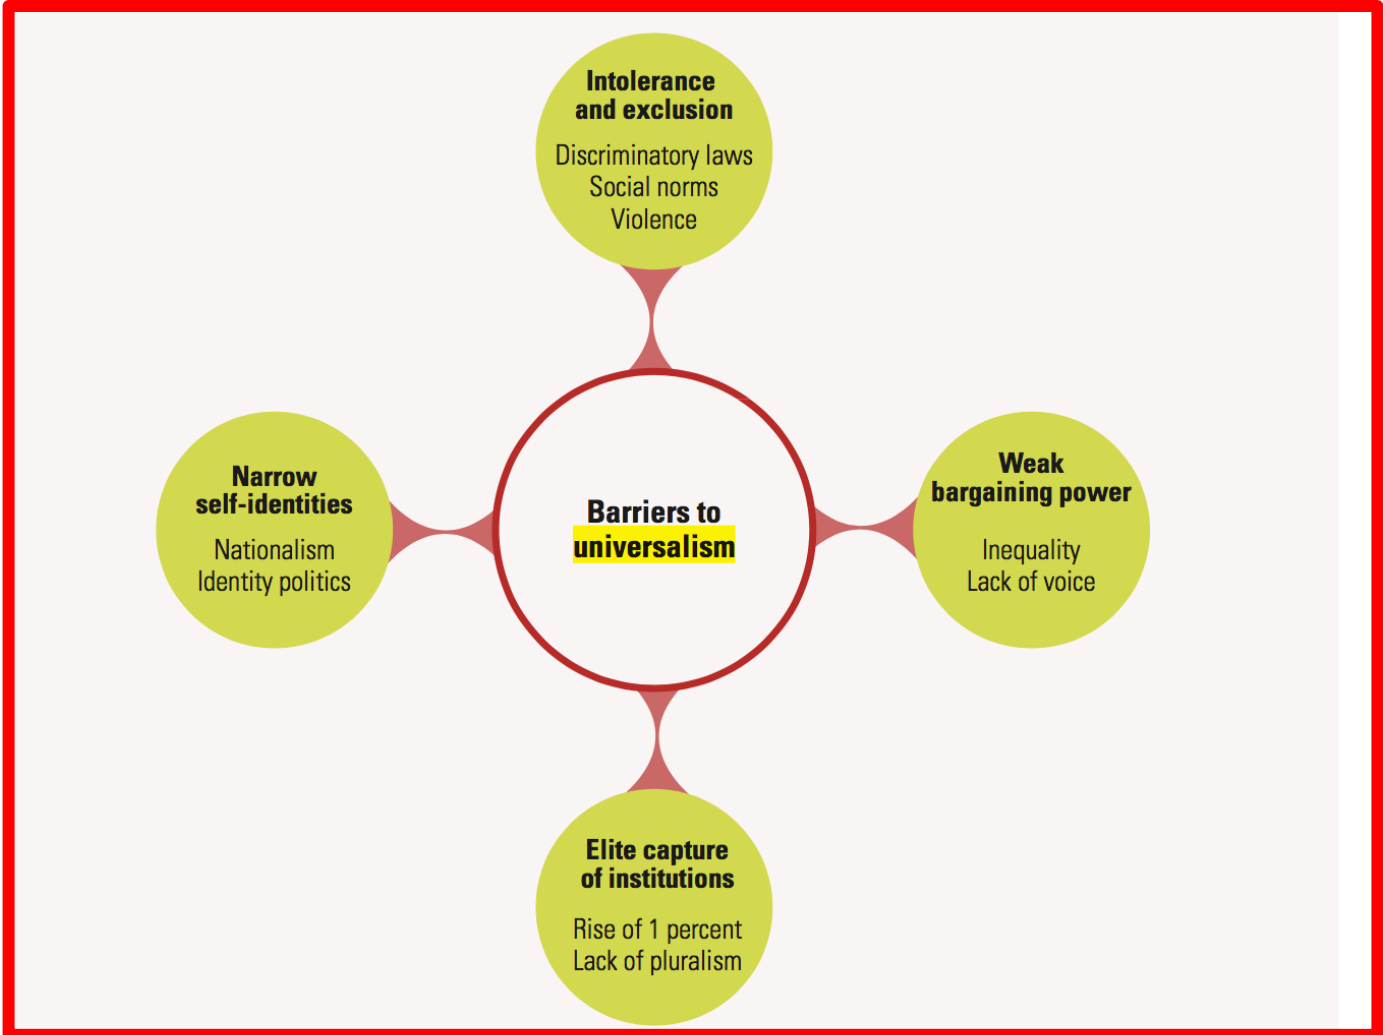 Intolerance
and exclusion
Discriminatory laws
Social norms
Violence
Narrow
self-identities
Nationalism
Identity politics
Barriers to
universalism
Weak
bargaining power
Inequality
Lack of voice
Elite capture
of institutions
Rise of 1 percent
Lack of pluralism